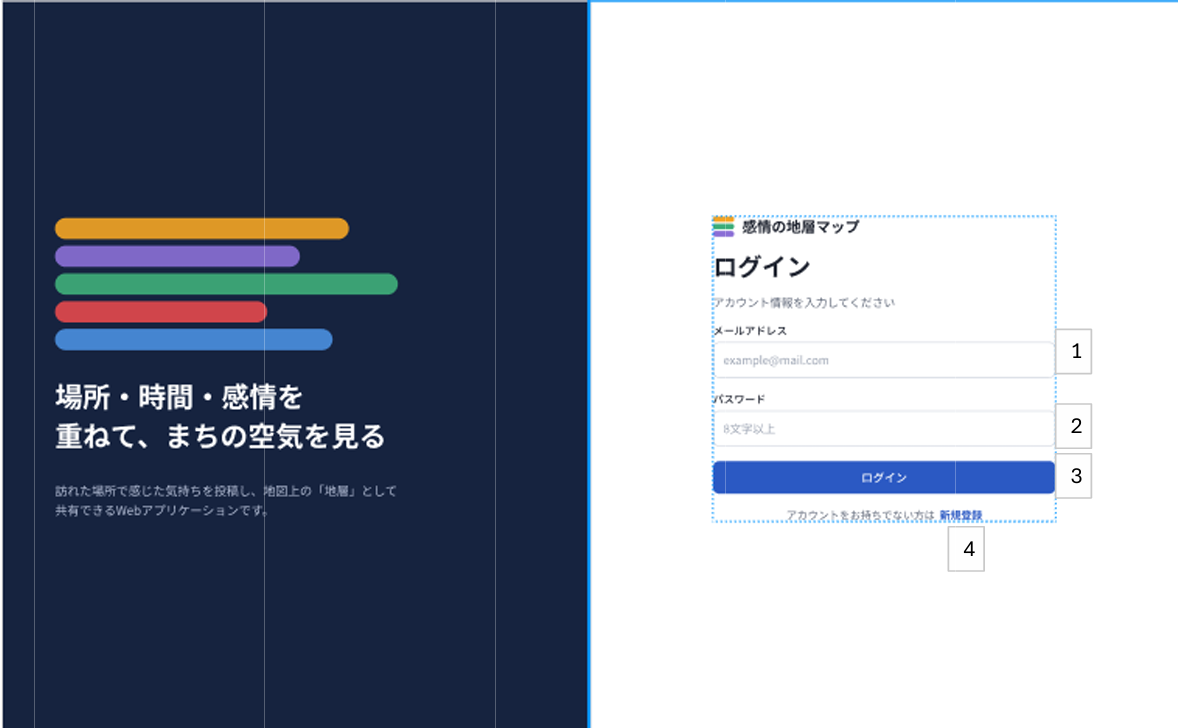 場所・時間・感情を
重ねて、まちの空気を見る
訪れた場所で感じた気持ちを投稿し、地図上の「地層」として
共有できるWebアプリケーションです。
感情の地層マップ
ログイン
アカウント情報を入力してください
メールアドレス
example@mail.com
1
パスワード
8文字以上
2
ログイン
3
アカウントをお持ちでない方は 新規登録
4